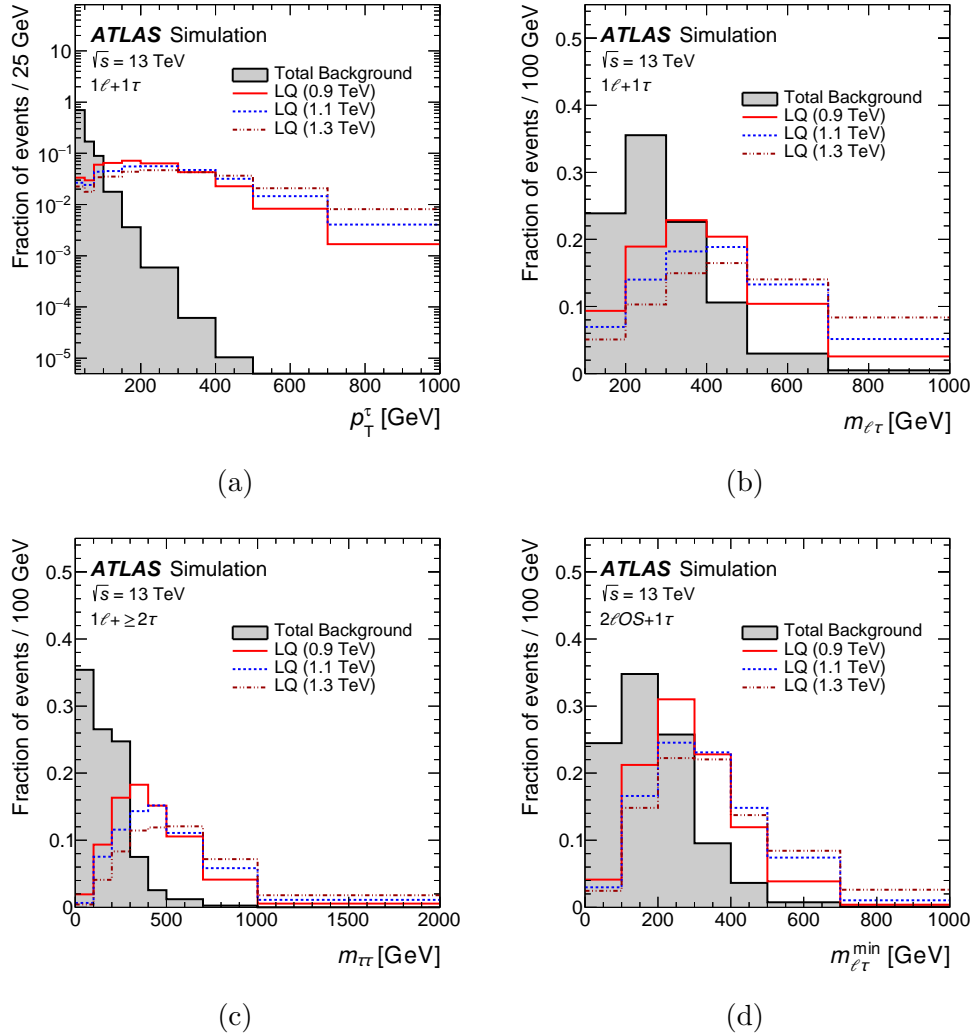 ATLAS Simulation
√s = 13 TeV
1ℓ+1τ
Total Background
LQ (0.9 TeV)
LQ (1.1 TeV)
LQ (1.3 TeV)
Fraction of events / 25 GeV
10
1
10⁻¹
10⁻²
10⁻³
10⁻⁴
10⁻⁵
200 400 600 800 1000
p_T^τ [GeV]
(a)
ATLAS Simulation
√s = 13 TeV
1ℓ+1τ
Total Background
LQ (0.9 TeV)
LQ (1.1 TeV)
LQ (1.3 TeV)
Fraction of events / 100 GeV
0.5
0.4
0.3
0.2
0.1
0
200 400 600 800 1000
m_ℓτ [GeV]
(b)
ATLAS Simulation
√s = 13 TeV
1ℓ+≥2τ
Total Background
LQ (0.9 TeV)
LQ (1.1 TeV)
LQ (1.3 TeV)
Fraction of events / 100 GeV
0.5
0.4
0.3
0.2
0.1
0
0 500 1000 1500 2000
m_ττ [GeV]
(c)
ATLAS Simulation
√s = 13 TeV
2ℓOS+1τ
Total Background
LQ (0.9 TeV)
LQ (1.1 TeV)
LQ (1.3 TeV)
Fraction of events / 100 GeV
0.5
0.4
0.3
0.2
0.1
0
0 200 400 600 800 1000
m_ℓτ^min [GeV]
(d)